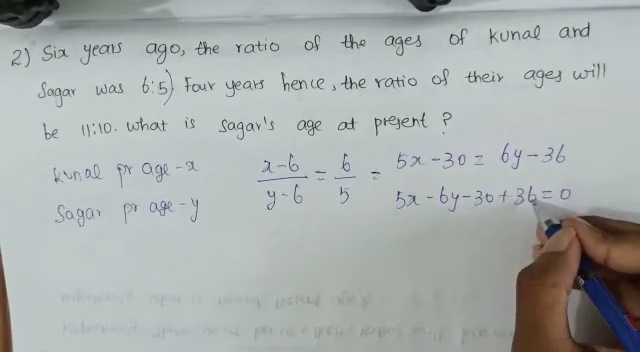 2) Six years ago, the ratio of the ages of kunal and
Sagar was 6:5) Four years hence, the ratio of their ages will
be 11:10. what is sagar's age at present ?
kunal pr age - x
Sagar pr age - y
x-6/y-6 = 6/5 = 5x - 30 = 6y - 36
5x - 6y - 30 + 36 = 0